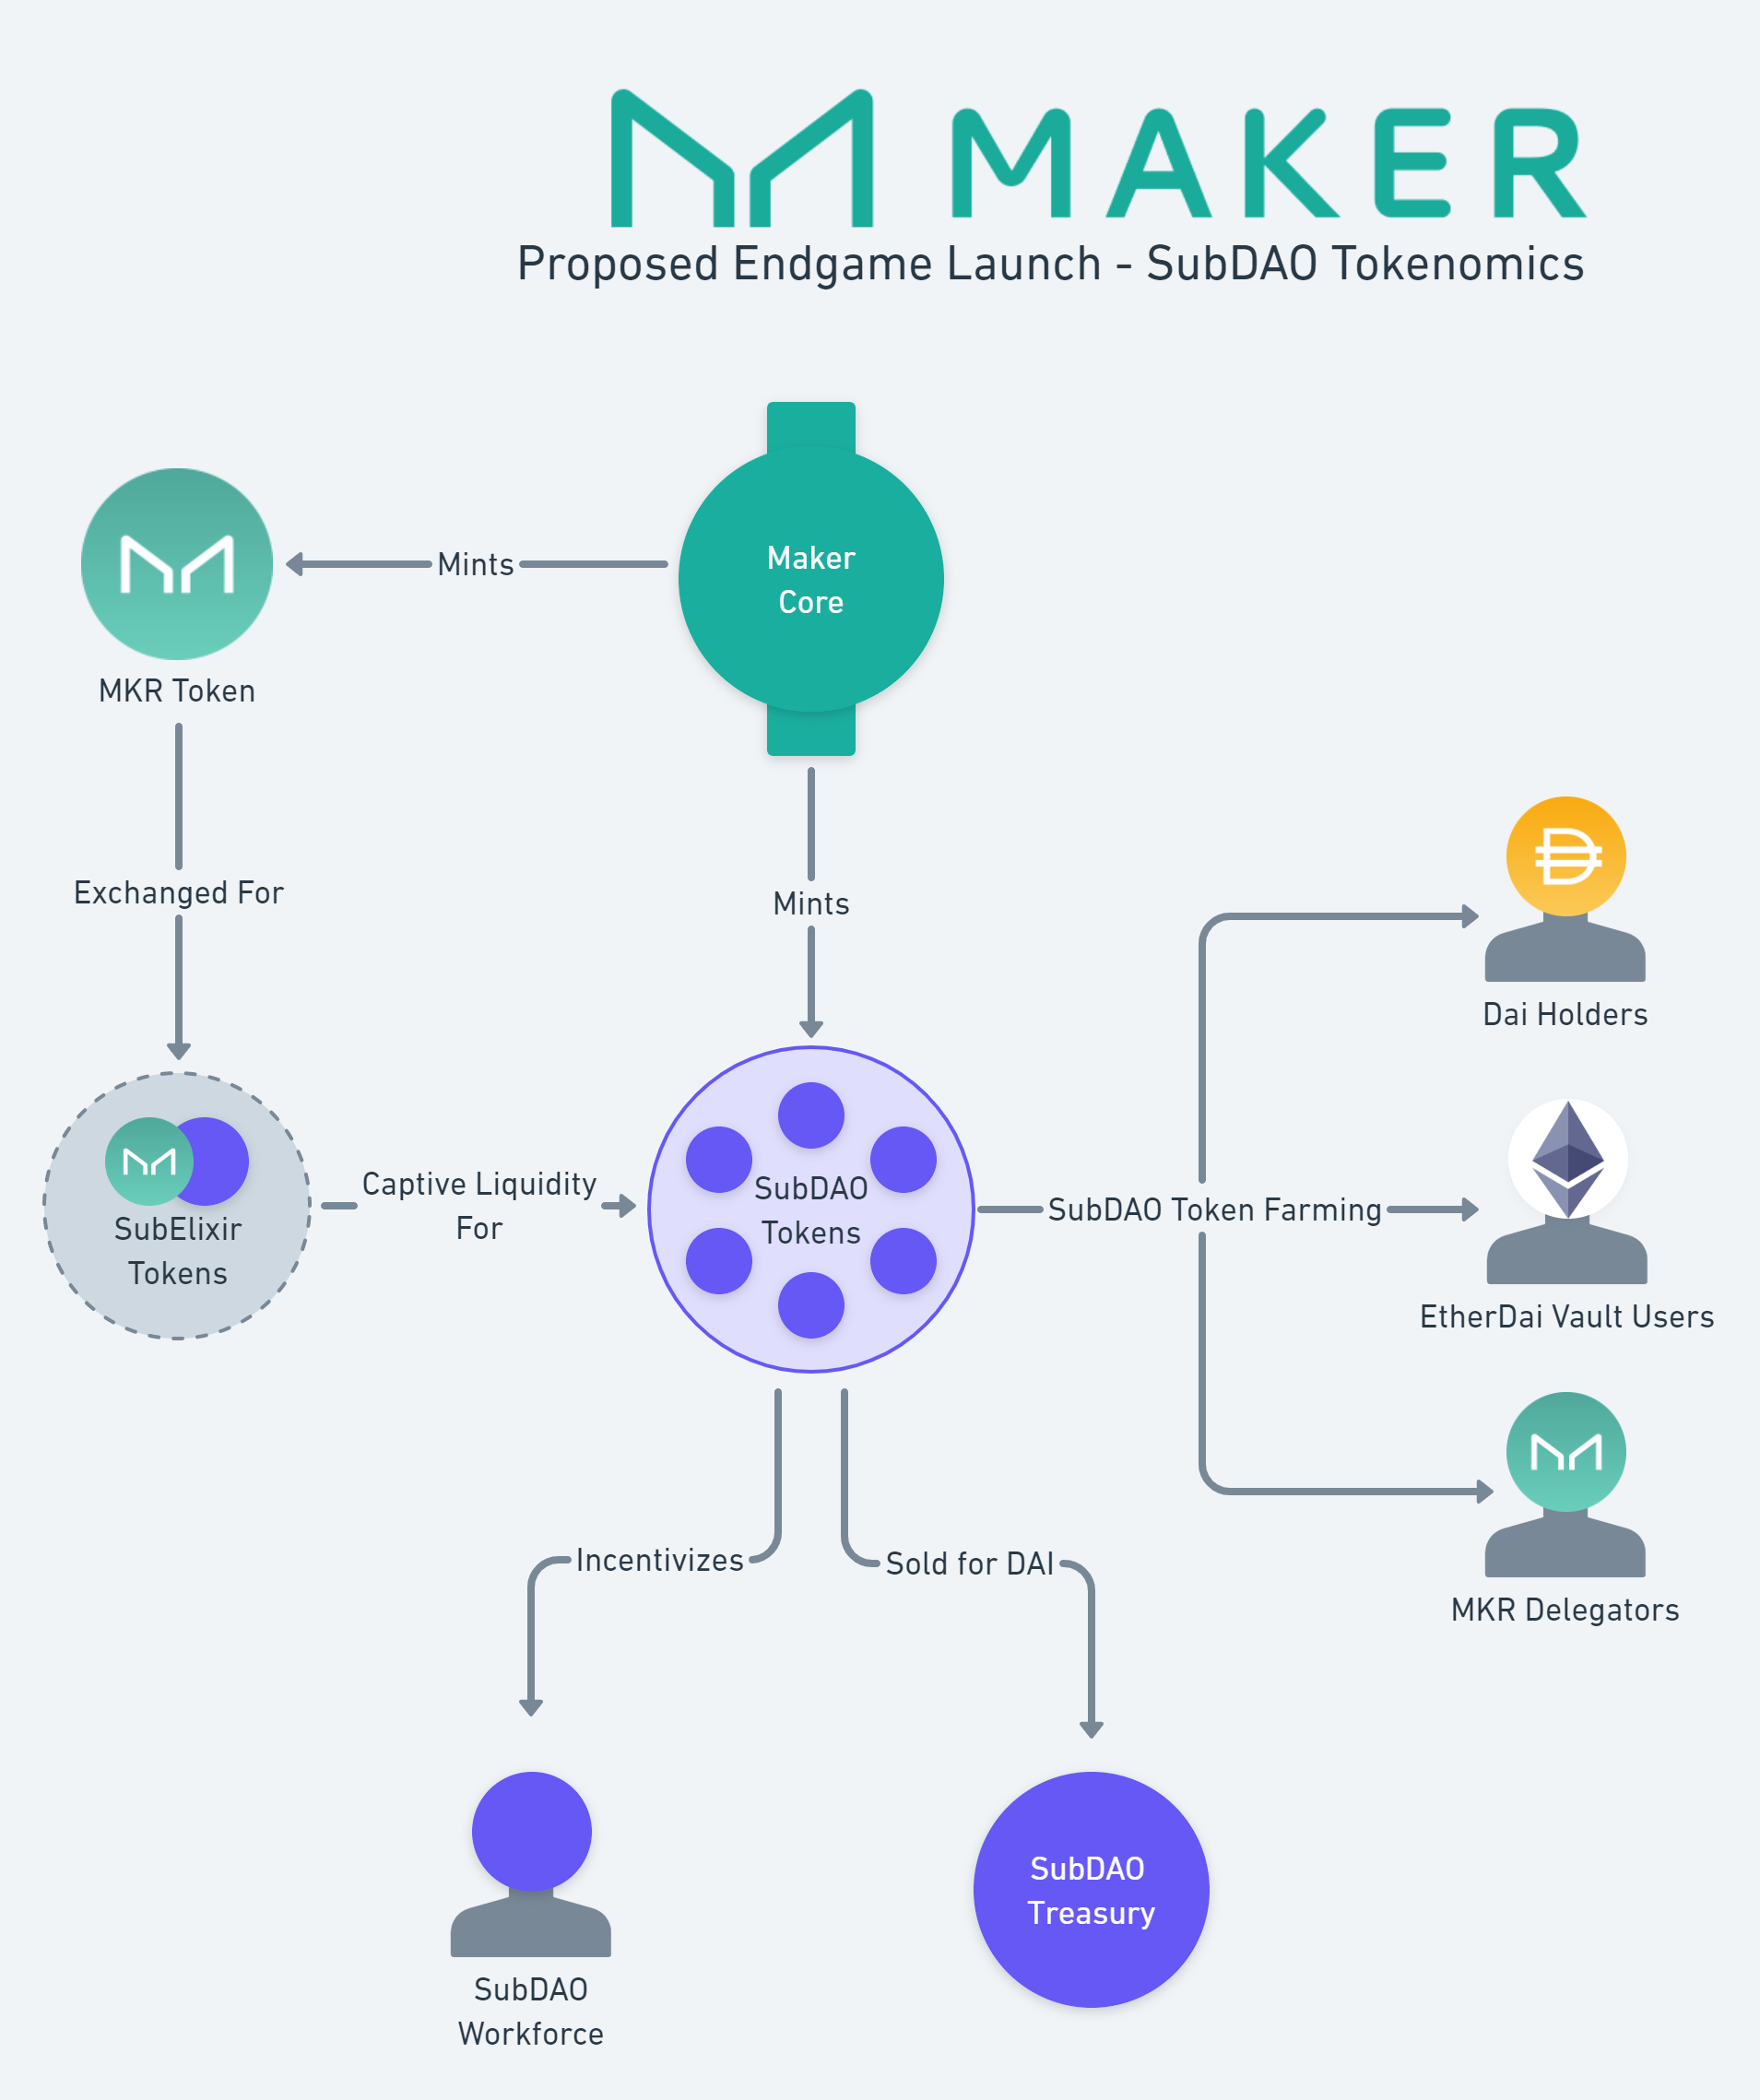 MAKER
Proposed Endgame Launch - SubDAO Tokenomics
Maker
Core
Mints
MKR Token
Exchanged For
Mints
Dai Holders
SubElixir
Tokens
Captive Liquidity
For
SubDAO
Tokens
SubDAO Token Farming
EtherDai Vault Users
MKR Delegators
Incentivizes
Sold for DAI
SubDAO
Treasury
SubDAO
Workforce